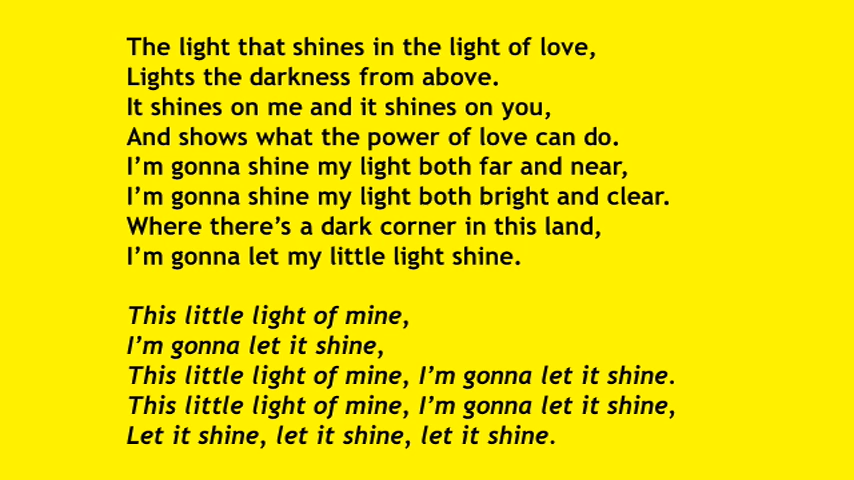 The light that shines in the light of love,
Lights the darkness from above.
It shines on me and it shines on you,
And shows what the power of love can do.
I’m gonna shine my light both far and near,
I’m gonna shine my light both bright and clear.
Where there’s a dark corner in this land,
I’m gonna let my little light shine.

This little light of mine,
I’m gonna let it shine,
This little light of mine, I’m gonna let it shine.
This little light of mine, I’m gonna let it shine,
Let it shine, let it shine, let it shine.